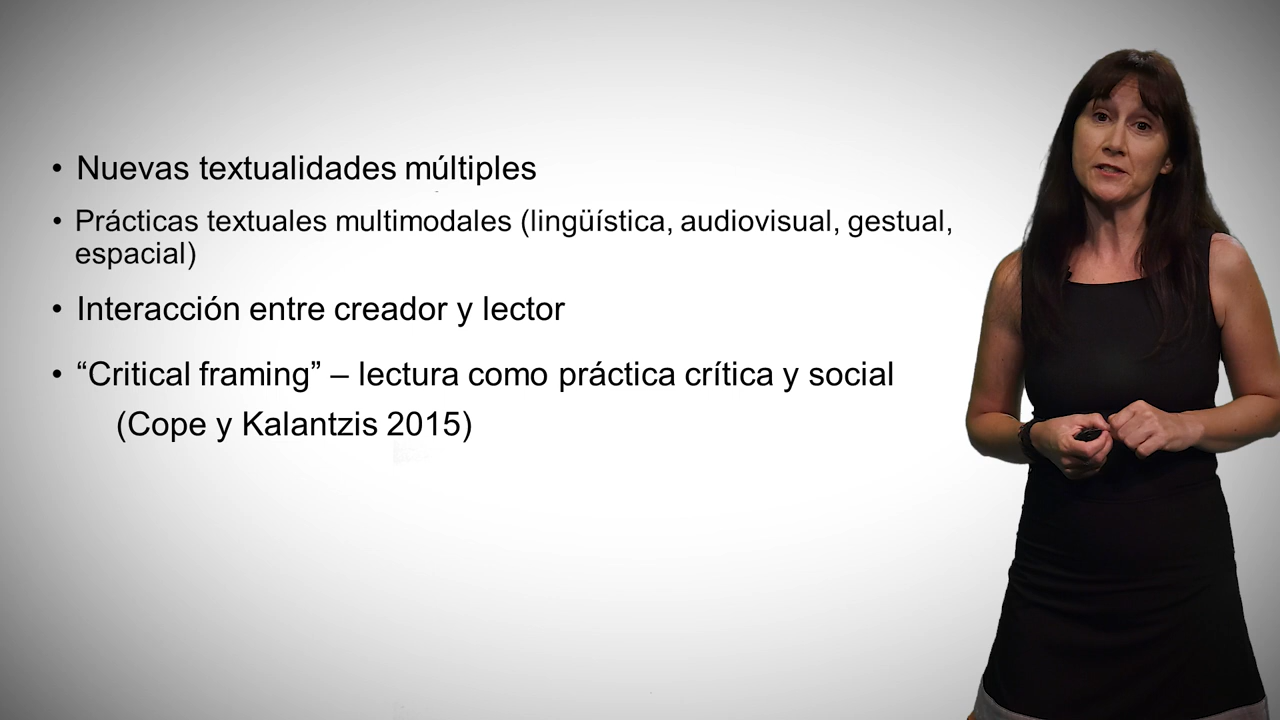 • Nuevas textualidades múltiples
• Prácticas textuales multimodales (lingüística, audiovisual, gestual,
espacial)
• Interacción entre creador y lector
• “Critical framing” – lectura como práctica crítica y social
(Cope y Kalantzis 2015)